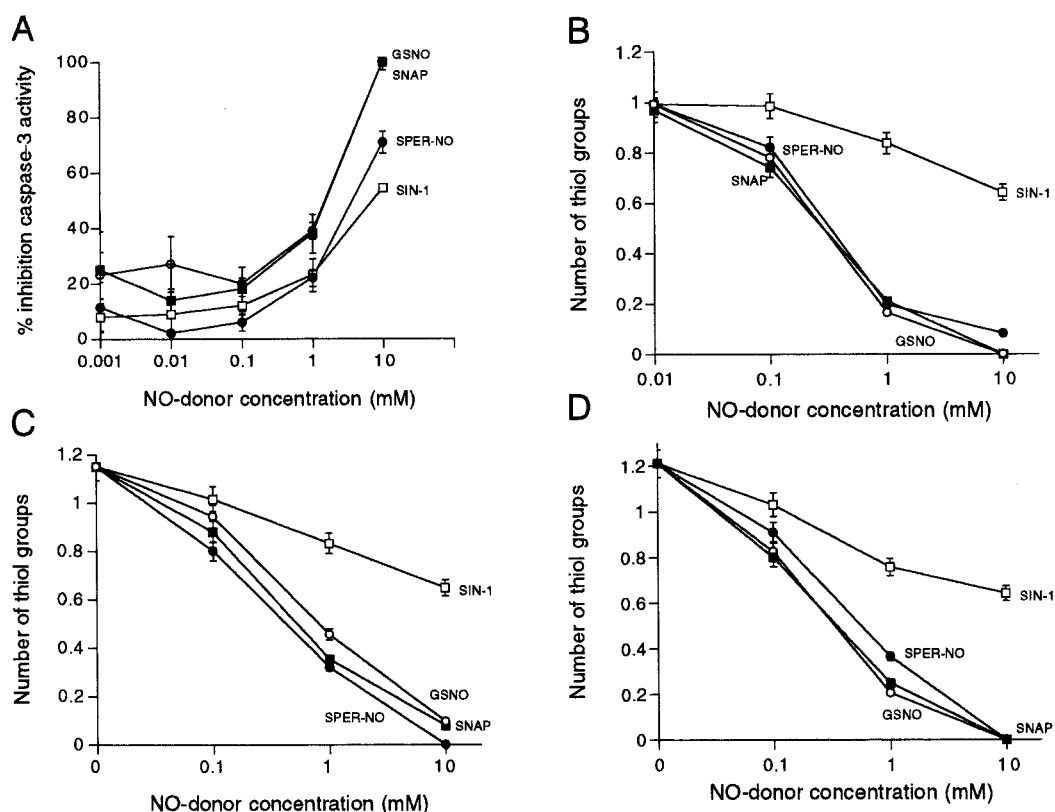 A
% inhibition caspase-3 activity
100
80
60
40
20
0
0.001 0.01 0.1 1 10
NO-donor concentration (mM)
GSNO
SNAP
SPER-NO
SIN-1
B
Number of thiol groups
1.2
1
0.8
0.6
0.4
0.2
0
0.01 0.1 1 10
NO-donor concentration (mM)
SPER-NO
SNAP
SIN-1
GSNO
C
Number of thiol groups
1.2
1
0.8
0.6
0.4
0.2
0
0 0.1 1 10
NO-donor concentration (mM)
SIN-1
GSNO
SNAP
SPER-NO
D
Number of thiol groups
1.2
1
0.8
0.6
0.4
0.2
0
0 0.1 1 10
NO-donor concentration (mM)
SIN-1
SPER-NO
GSNO
SNAP